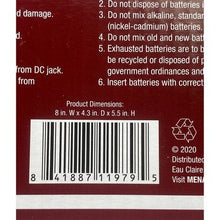 2. Do not dispose of batteries i
nd damage.
3. Do not mix alkaline, standar
(nickel-cadmium) batteries.
4. Do not mix old and new batt
5. Exhausted batteries are to b
be recycled or disposed of p
from DC jack.
government ordinances and
from
6. Insert batteries with correct
Product Dimensions:
8 in. W x 4.3 in. D x 5.5 in. H
8 41887 11979 5
© 2020
Distributed
Eau Claire
Visit MENA